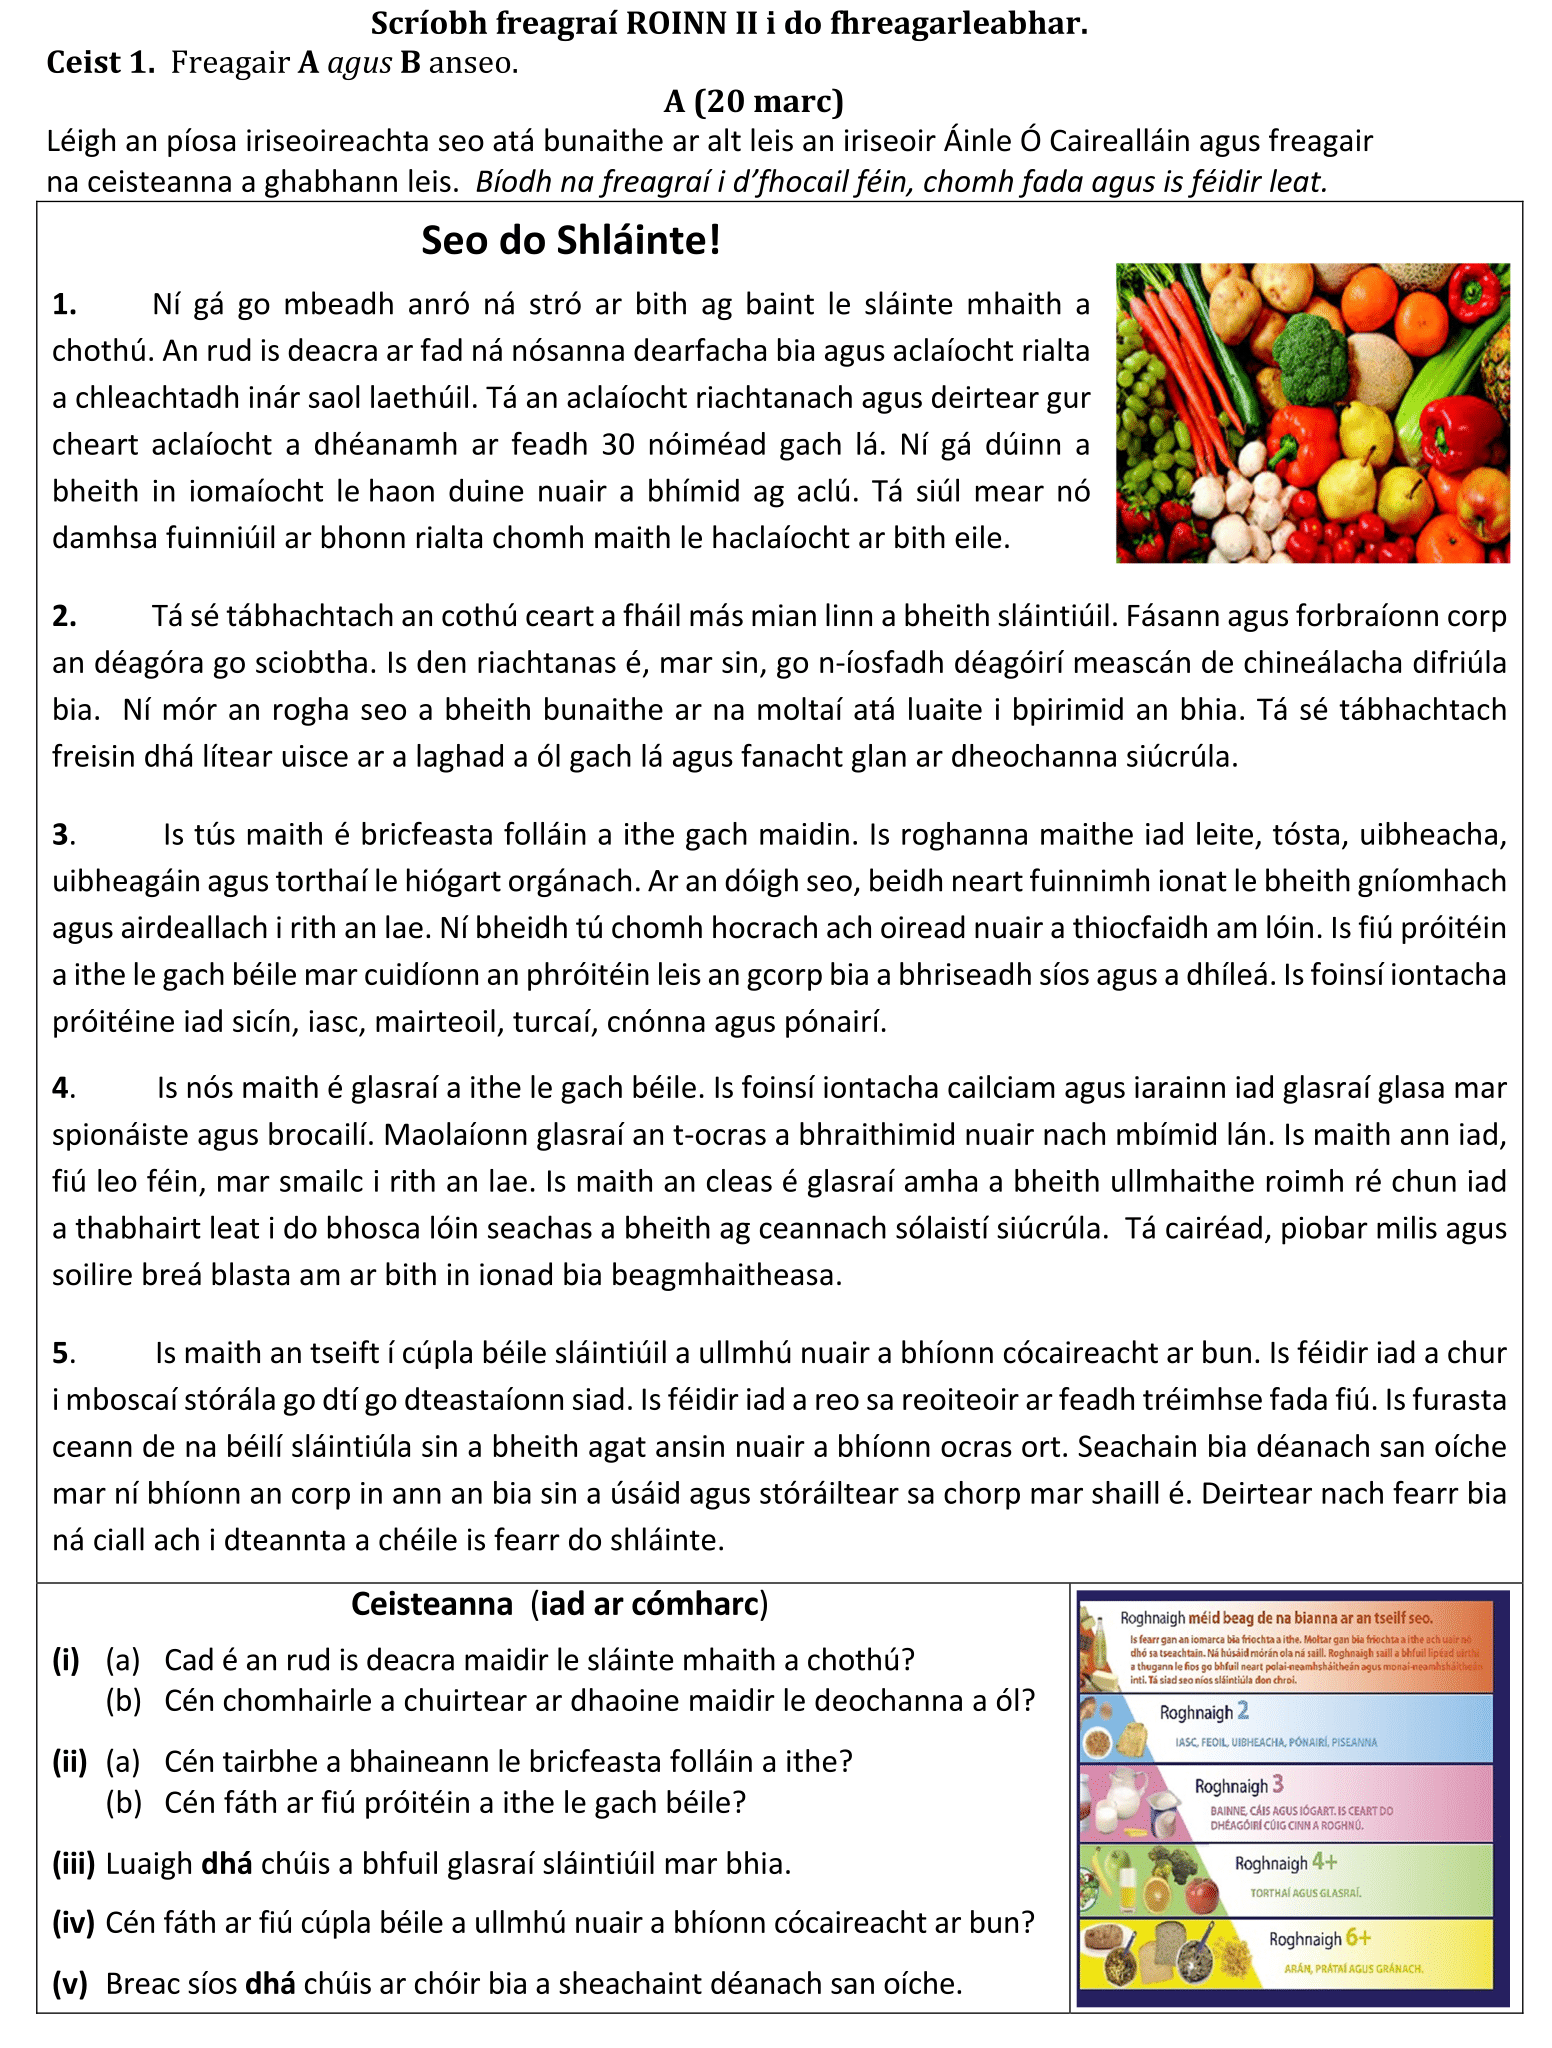 Scríobh freagraí ROINN II i do fhreagarleabhar.
Ceist 1. Freagair A agus B anseo.
A (20 marc)
Léigh an píosa iriseoireachta seo atá bunaithe ar alt leis an iriseoir Áinle Ó Cairealláin agus freagair
na ceisteanna a ghabhann leis. Bíodh na freagraí i d’fhocail féin, chomh fada agus is féidir leat.
Seo do Shláinte!
1. Ní gá go mbeadh anró ná stró ar bith ag baint le sláinte mhaith a
chothú. An rud is deacra ar fad ná nósanna dearfacha bia agus aclaíocht rialta
a chleachtadh inár saol laethúil. Tá an aclaíocht riachtanach agus deirtear gur
cheart aclaíocht a dhéanamh ar feadh 30 nóiméad gach lá. Ní gá dúinn a
bheith in iomaíocht le haon duine nuair a bhímid ag aclú. Tá siúl mear nó
damhsa fuinniúil ar bhonn rialta chomh maith le haclaíocht ar bith eile.
2. Tá sé tábhachtach an cothú ceart a fháil más mian linn a bheith sláintiúil. Fásann agus forbraíonn corp
an déagóra go sciobtha. Is den riachtanas é, mar sin, go n-íosfadh déagóirí meascán de chineálacha difriúla
bia. Ní mór an rogha seo a bheith bunaithe ar na moltaí atá luaite i bpirimid an bhia. Tá sé tábhachtach
freisin dhá lítear uisce ar a laghad a ól gach lá agus fanacht glan ar dheochanna siúcrúla.
3. Is tús maith é bricfeasta folláin a ithe gach maidin. Is roghanna maithe iad leite, tósta, uibheacha,
uibheagáin agus torthaí le hiógart orgánach. Ar an dóigh seo, beidh neart fuinnimh ionat le bheith gníomhach
agus airdeallach i rith an lae. Ní bheidh tú chomh hocrach ach oiread nuair a thiocfaidh am lóin. Is fiú próitéin
a ithe le gach béile mar cuidíonn an phróitéin leis an gcorp bia a bhriseadh síos agus a dhíleá. Is foinsí iontacha
próitéine iad sicín, iasc, mairteoil, turcaí, cnónna agus pónairí.
4. Is nós maith é glasraí a ithe le gach béile. Is foinsí iontacha cailciam agus iarainn iad glasraí glasa mar
spionáiste agus brocailí. Maolaíonn glasraí an t-ocras a bhraithimid nuair nach mbímid lán. Is maith ann iad,
fiú leo féin, mar smailc i rith an lae. Is maith an cleas é glasraí amha a bheith ullmhaithe roimh ré chun iad
a thabhairt leat i do bhosca lóin seachas a bheith ag ceannach sólaistí siúcrúla. Tá cairéad, piobar milis agus
soilire breá blasta am ar bith in ionad bia beagmhaitheasa.
5. Is maith an tseift í cúpla béile sláintiúil a ullmhú nuair a bhíonn cócaireacht ar bun. Is féidir iad a chur
i mboscaí stórála go dtí go dteastaíonn siad. Is féidir iad a reo sa reoiteoir ar feadh tréimhse fada fiú. Is furasta
ceann de na béilí sláintiúla sin a bheith agat ansin nuair a bhíonn ocras ort. Seachain bia déanach san oíche
mar ní bhíonn an corp in ann an bia sin a úsáid agus stóráiltear sa chorp mar shaill é. Deirtear nach fearr bia
ná ciall ach i dteannta a chéile is fearr do shláinte.
Ceisteanna (iad ar cómharc)
(i) (a) Cad é an rud is deacra maidir le sláinte mhaith a chothú?
(b) Cén chomhairle a chuirtear ar dhaoine maidir le deochanna a ól?
(ii) (a) Cén tairbhe a bhaineann le bricfeasta folláin a ithe?
(b) Cén fáth ar fiú próitéin a ithe le gach béile?
(iii) Luaigh dhá chúis a bhfuil glasraí sláintiúil mar bhia.
(iv) Cén fáth ar fiú cúpla béile a ullmhú nuair a bhíonn cócaireacht ar bun?
(v) Breac síos dhá chúis ar chóir bia a sheachaint déanach san oíche.
Roghnaigh méid beag de na bianna ar an tseilf seo.
Is fearr gan an iomarca bia friochta a ithe. Moltar gan bia friochta a ithe ach uair nó
dhó sa tseachtain. Ná húsáid mórán ola ná saill. Roghnaigh saill a bhfuil lipéad uirthi
a thugann le fios go bhfuil neart polai-neamhsháitheán agus monai-neamhsháitheán
inti. Tá siad seo níos sláintiúla don chroí.
Roghnaigh 2
IASC, FEOIL, UIBHEACHA, PÓNAIRÍ, PISEANNA
Roghnaigh 3
BAINNE, CÁIS AGUS IÓGART. IS CEART DO
DHÉAGÓIRÍ CÚIG CINN A ROGHNÚ.
Roghnaigh 4+
TORTHAÍ AGUS GLASRAÍ.
Roghnaigh 6+
ARÁN, PRÁTAÍ AGUS GRÁNACH.